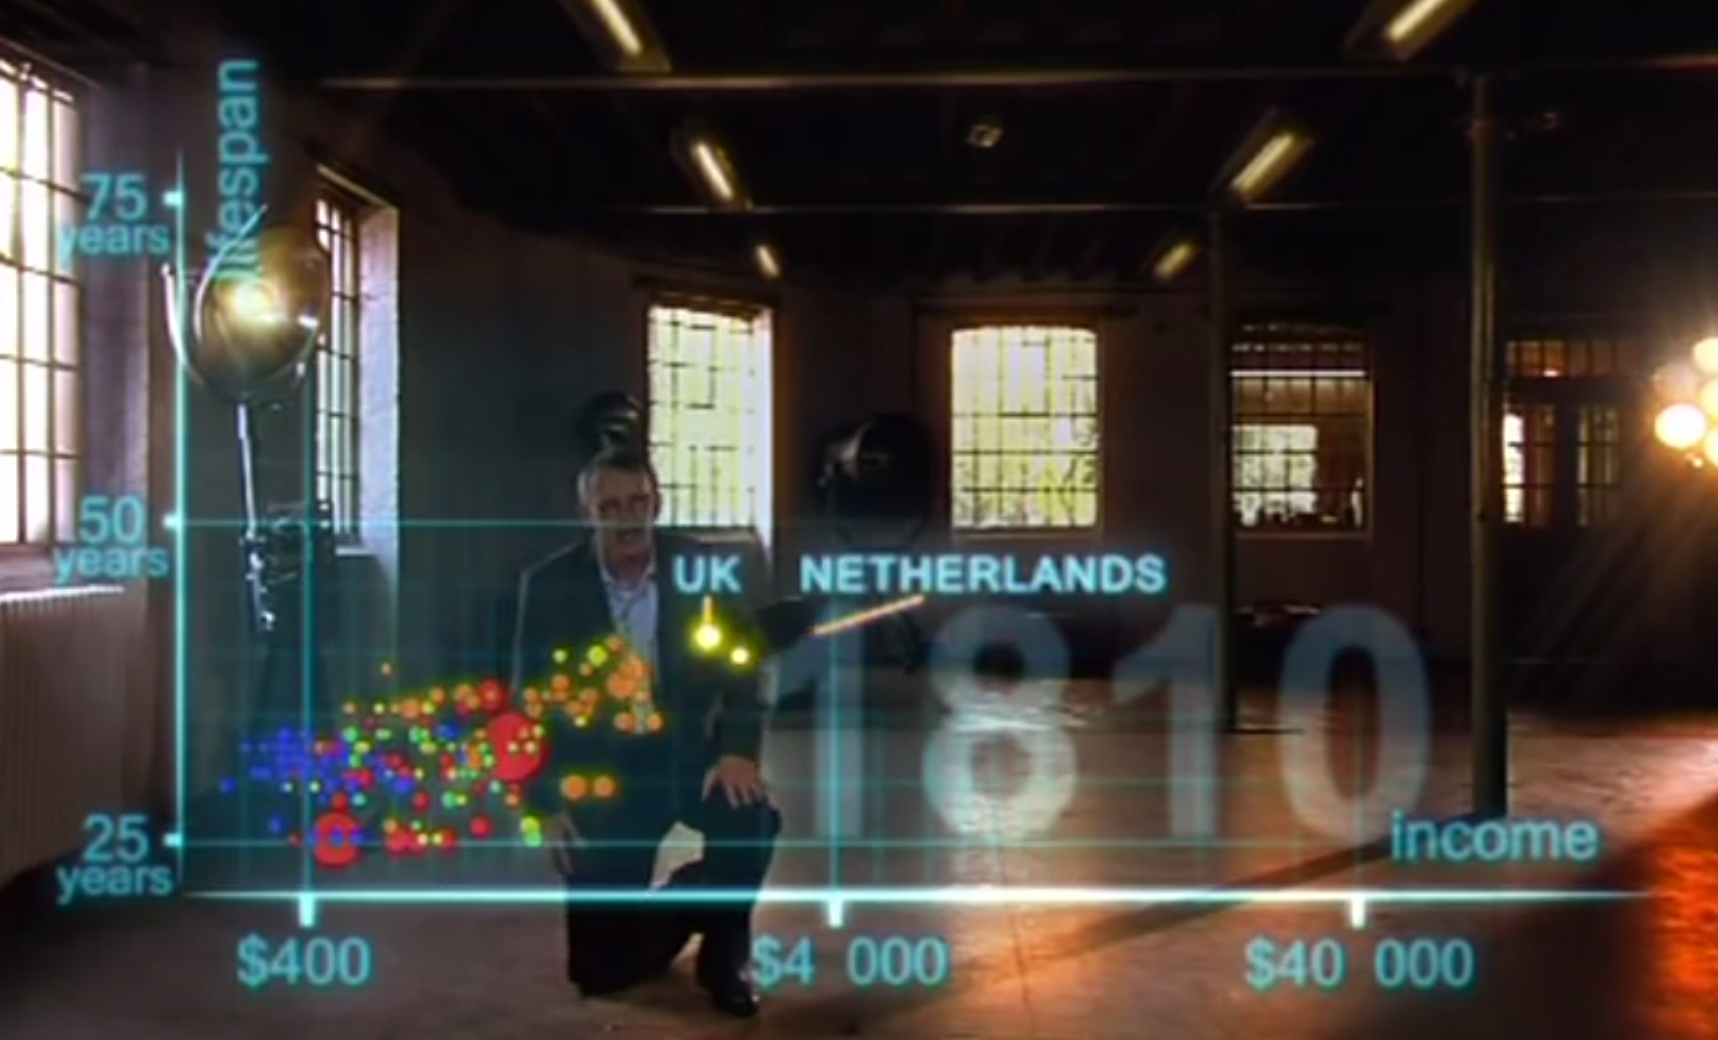 lifespan
75
years
50
years
UK NETHERLANDS
1810
25
years
income
$400 $4 000 $40 000